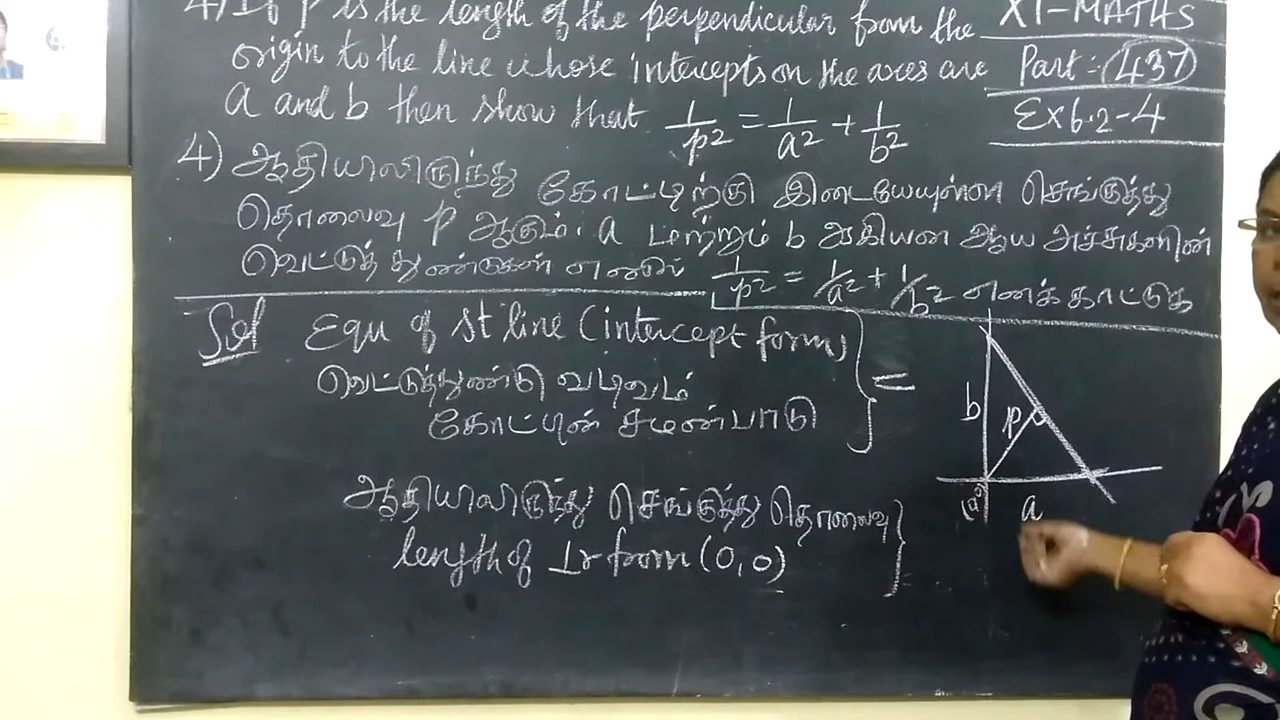 4) If p is the length of the perpendicular from the
origin to the line whose intercepts on the axes are
a and b then show that 1/p² = 1/a² + 1/b²
XI-MATHS
Part:-(437)
Ex 6.2-4
4) ஆதியிலிருந்து கோட்டிற்கு இடையேயுள்ள செங்குத்து
தொலைவு p ஆகும். a மற்றும் b ஆகியன ஆய அச்சுகளின்
வெட்டுத் துண்டுகள் எனில் 1/p² = 1/a² + 1/b² எனக் காட்டுக
Sol Equ of st line (intercept form) } =
வெட்டுத்துண்டு வடிவம்
கோட்டின் சமன்பாடு
b
p
a
ஆதியிலிருந்து செங்குத்து தொலைவு }
length of ⊥r from (0,0)